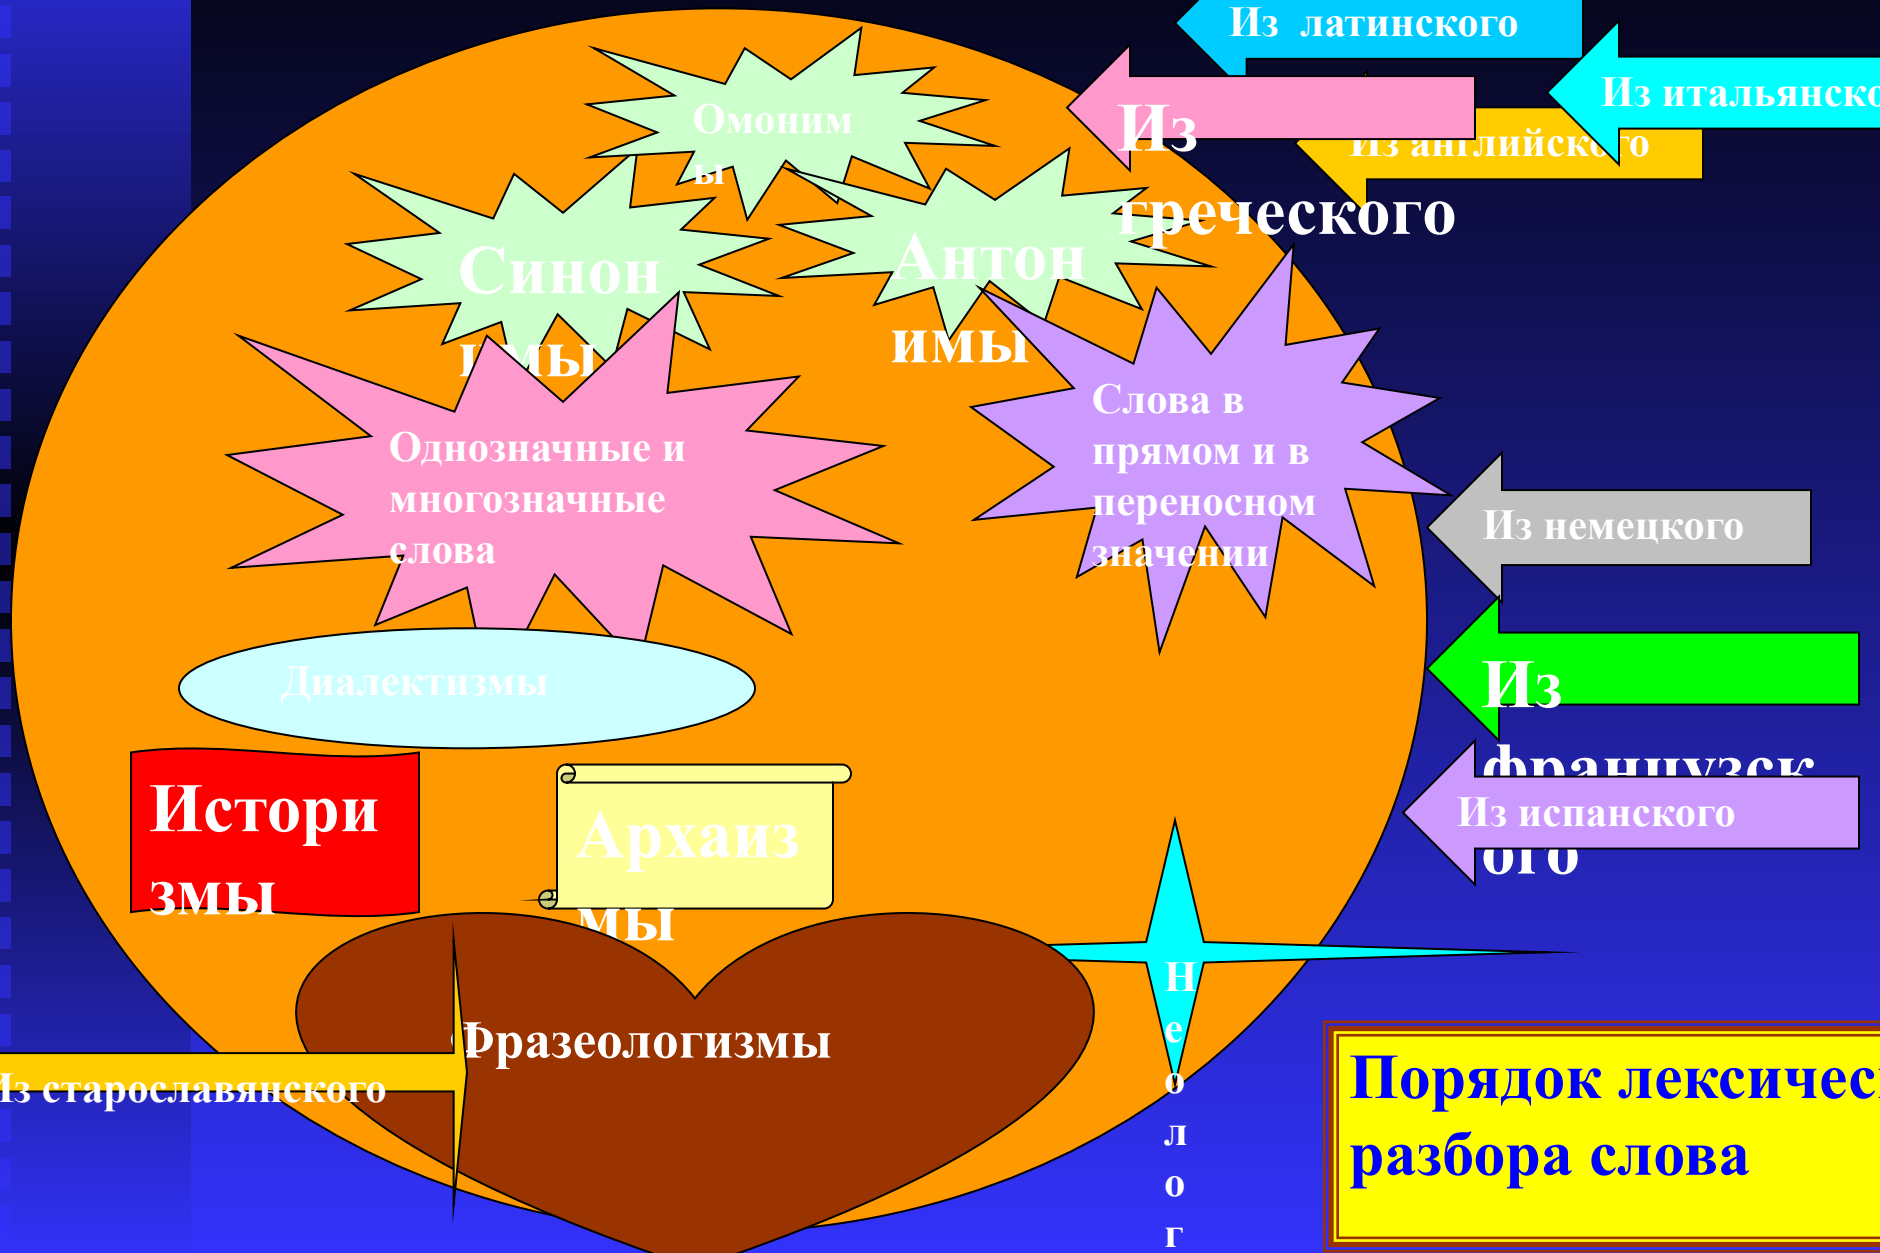 Из латинского
Из итальянско
Из
греческого
Из английского
Омоним
ы
Синон
имы
Антон
имы
Слова в
прямом и в
переносном
значении
Однозначные и
многозначные
слова
Из немецкого
Диалектизмы
Из
французск
ого
Из испанского
Истори
змы
Архаиз
мы
Н
е
о
л
о
г
Фразеологизмы
Из старославянского
Порядок лексичес
разбора слова